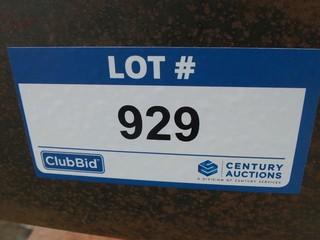 LOT #
929
ClubBid
CENTURY
AUCTIONS
A DIVISION OF CENTURY SERVICES